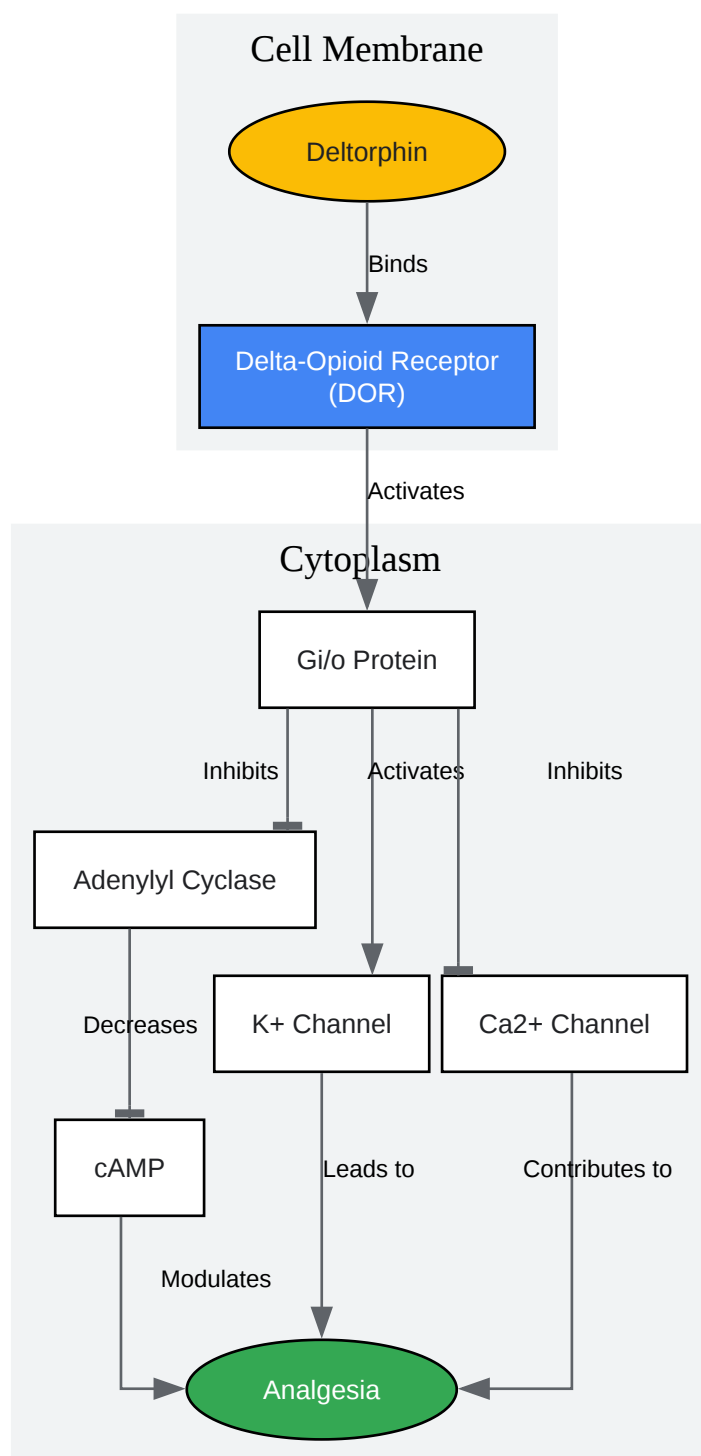 Cell Membrane
Deltorphin
Binds
Delta-Opioid Receptor
(DOR)
Activates
Cytoplasm
Gi/o Protein
Inhibits
Activates
Inhibits
Adenylyl Cyclase
Decreases
K+ Channel
Ca2+ Channel
cAMP
Leads to
Contributes to
Modulates
Analgesia